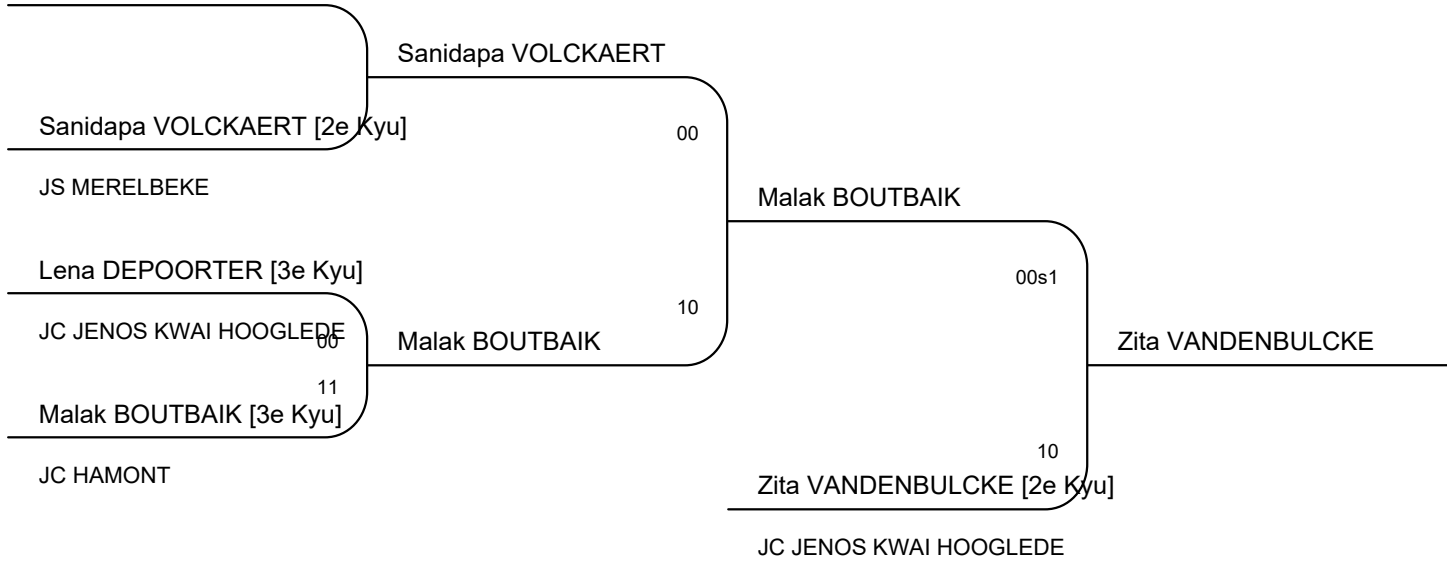 Sanidapa VOLCKAERT
Sanidapa VOLCKAERT [2e Kyu]
00
JS MERELBEKE
Malak BOUTBAIK
Lena DEPOORTER [3e Kyu]
00s1
10
JC JENOS KWAI HOOGLEDE
00
Malak BOUTBAIK
Zita VANDENBULCKE
11
Malak BOUTBAIK [3e Kyu]
10
JC HAMONT
Zita VANDENBULCKE [2e Kyu]
JC JENOS KWAI HOOGLEDE